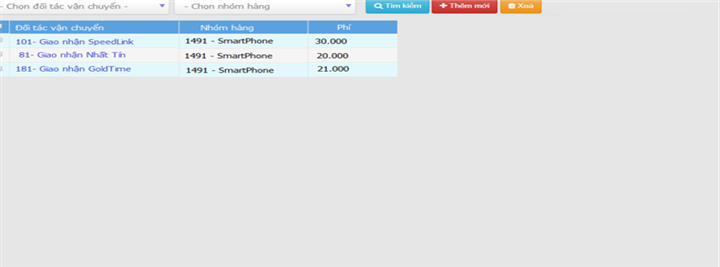 - Chọn đối tác vận chuyển - - Chọn nhóm hàng Tìm kiếm Thêm mới Xoá
Đối tác vận chuyển Nhóm hàng Phí
101- Giao nhận SpeedLink 1491 - SmartPhone 30.000
81- Giao nhận Nhất Tín 1491 - SmartPhone 20.000
181- Giao nhận GoldTime 1491 - SmartPhone 21.000